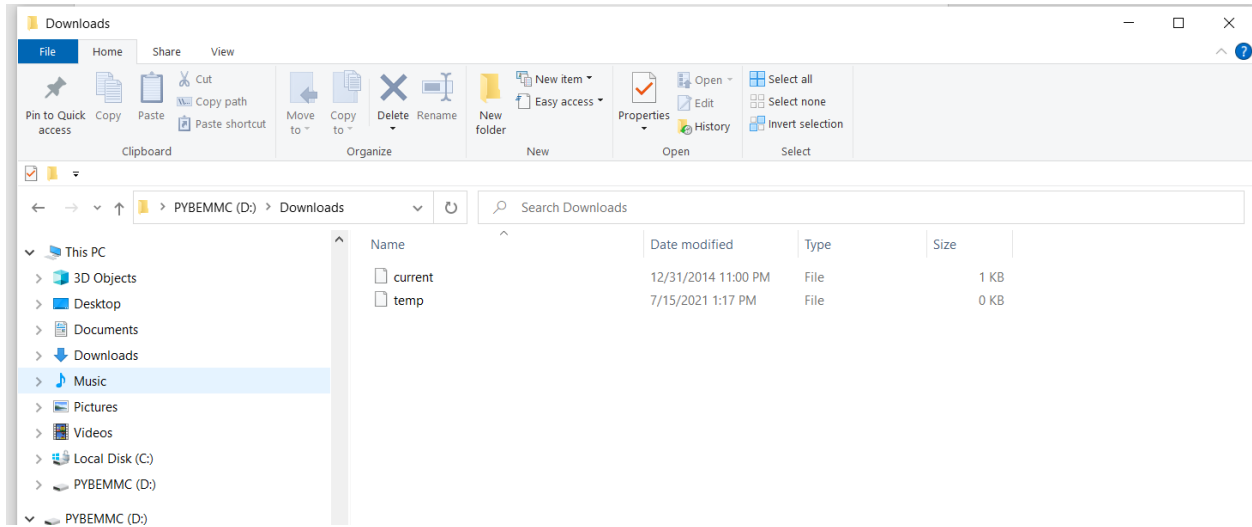 Downloads
File Home Share View
Pin to Quick access Copy Paste Cut Copy path Paste shortcut Move to Copy to Delete Rename New folder New item Easy access Properties Open Edit History Select all Select none Invert selection
Clipboard Organize New Open Select
PYBEMMC (D:) > Downloads Search Downloads
This PC
3D Objects
Desktop
Documents
Downloads
Music
Pictures
Videos
Local Disk (C:)
PYBEMMC (D:)
PYBEMMC (D:)
Name Date modified Type Size
current 12/31/2014 11:00 PM File 1 KB
temp 7/15/2021 1:17 PM File 0 KB